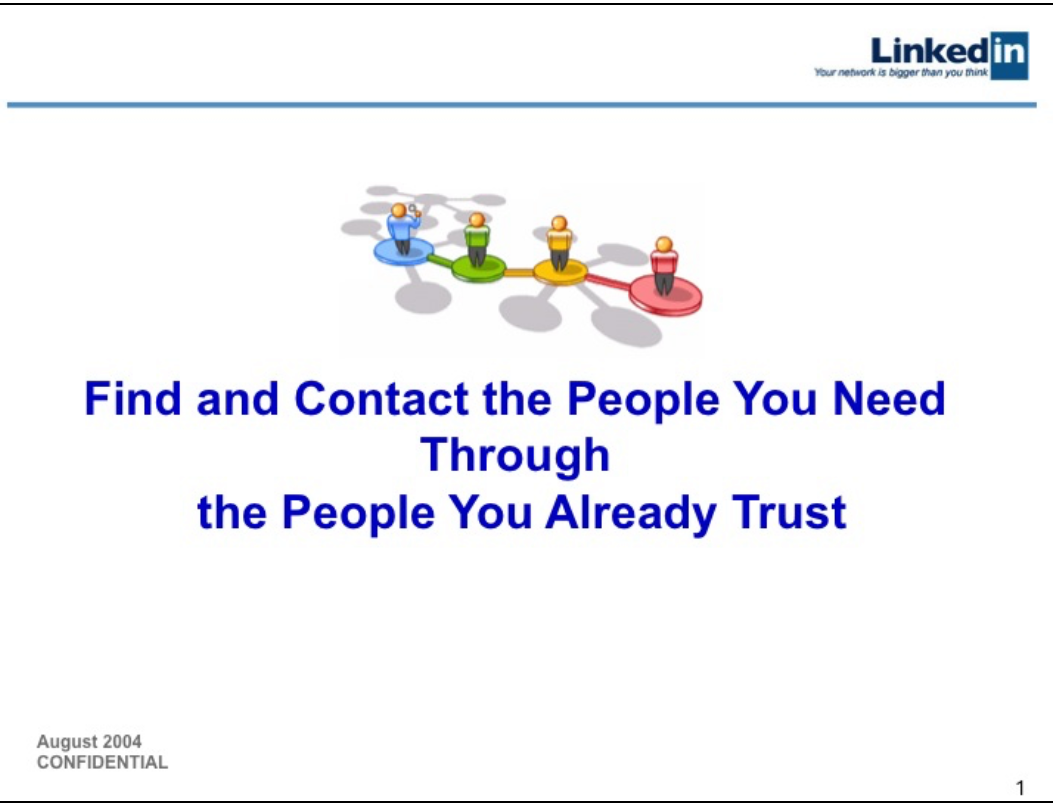 Linkedin
Your network is bigger than you think
Find and Contact the People You Need
Through
the People You Already Trust
August 2004
CONFIDENTIAL
1